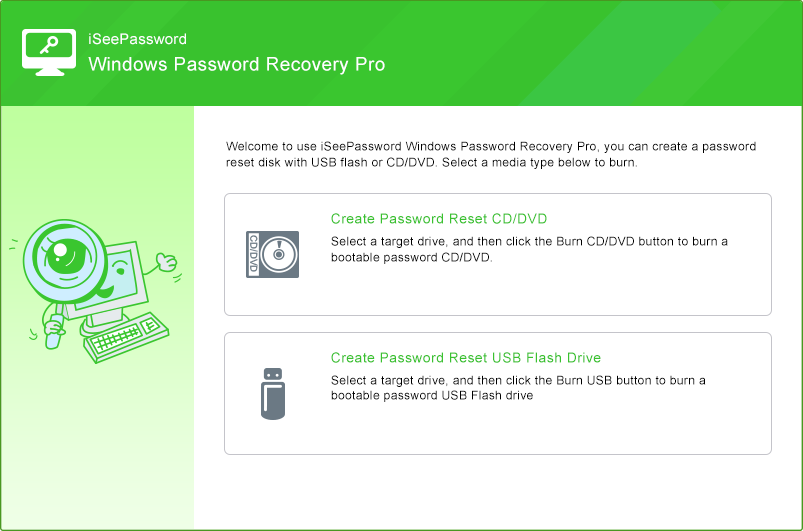 iSeePassword
Windows Password Recovery Pro
Welcome to use iSeePassword Windows Password Recovery Pro, you can create a password
reset disk with USB flash or CD/DVD. Select a media type below to burn.
CD/DVD
Create Password Reset CD/DVD
Select a target drive, and then click the Burn CD/DVD button to burn a
bootable password CD/DVD.
Create Password Reset USB Flash Drive
Select a target drive, and then click the Burn USB button to burn a
bootable password USB Flash drive